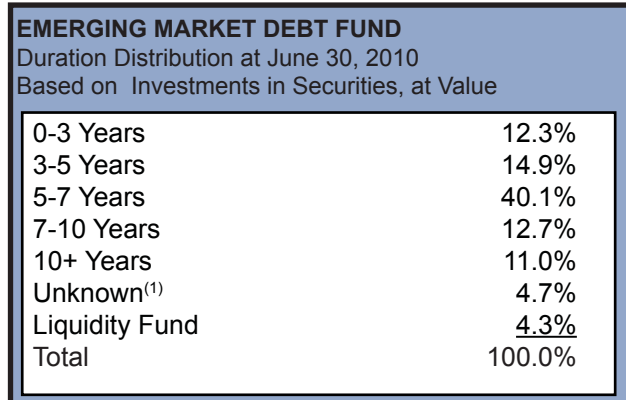 EMERGING MARKET DEBT FUND
Duration Distribution at June 30, 2010
Based on Investments in Securities, at Value
0-3 Years 12.3%
3-5 Years 14.9%
5-7 Years 40.1%
7-10 Years 12.7%
10+ Years 11.0%
Unknown(1) 4.7%
Liquidity Fund 4.3%
Total 100.0%